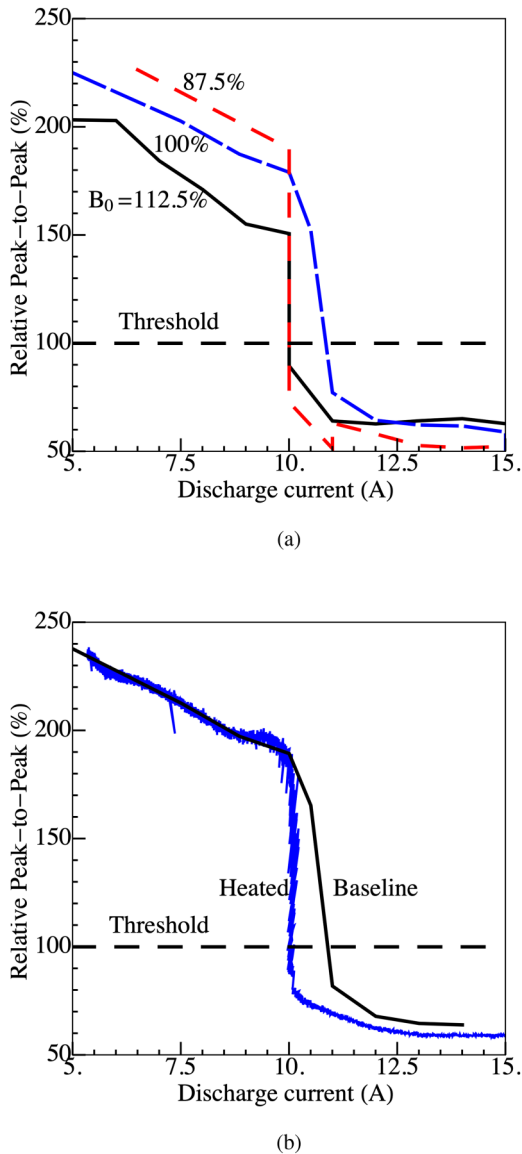 250
200
150
100
50
Relative Peak−to−Peak (%)
87.5%
100%
B0=112.5%
Threshold
5. 7.5 10. 12.5 15.
Discharge current (A)
(a)
250
200
150
100
50
Relative Peak−to−Peak (%)
Heated Baseline
Threshold
5. 7.5 10. 12.5 15.
Discharge current (A)
(b)